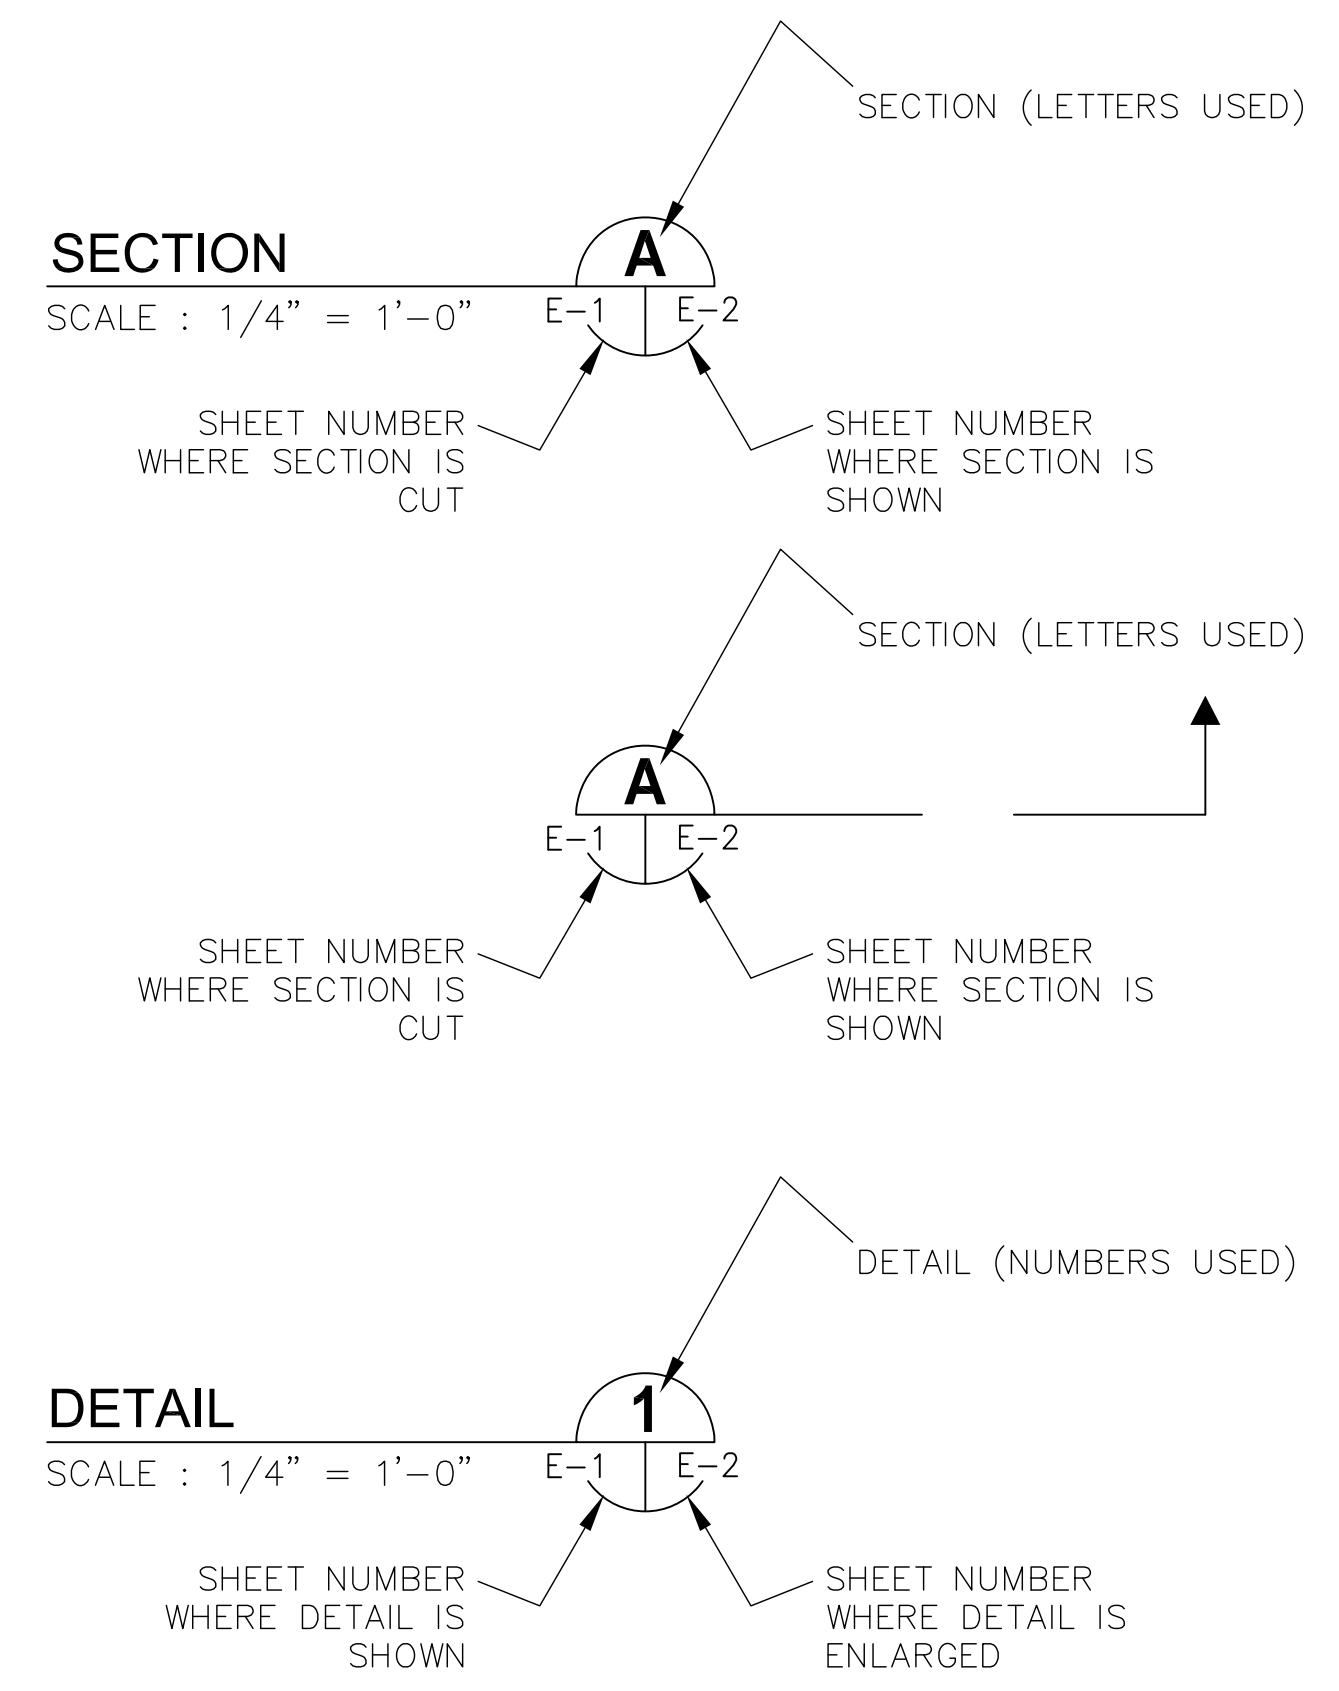 SECTION (LETTERS USED)
SECTION
A
SCALE : 1/4" = 1'-0"
E-1
E-2
SHEET NUMBER
WHERE SECTION IS
CUT
SHEET NUMBER
WHERE SECTION IS
SHOWN
SECTION (LETTERS USED)
A
E-1
E-2
SHEET NUMBER
WHERE SECTION IS
CUT
SHEET NUMBER
WHERE SECTION IS
SHOWN
DETAIL (NUMBERS USED)
DETAIL
1
SCALE : 1/4" = 1'-0"
E-1
E-2
SHEET NUMBER
WHERE DETAIL IS
SHOWN
SHEET NUMBER
WHERE DETAIL IS
ENLARGED